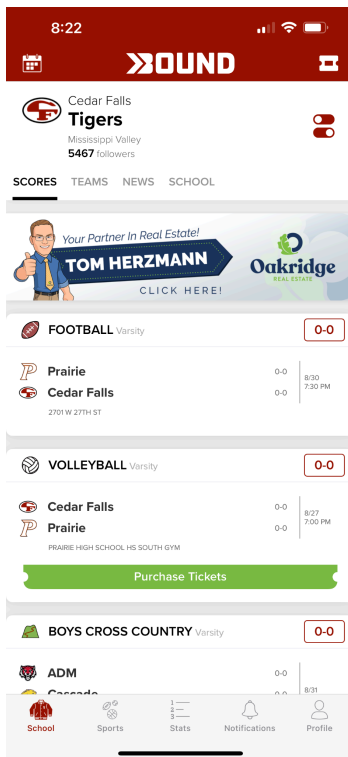 8:22
BOUND
Cedar Falls
Tigers
Mississippi Valley
5467 followers
SCORES TEAMS NEWS SCHOOL
Your Partner In Real Estate!
TOM HERZMANN
CLICK HERE!
Oakridge
REAL ESTATE
FOOTBALL Varsity 0-0
Prairie 0-0
Cedar Falls 0-0
8/30
7:30 PM
2701 W 27TH ST
VOLLEYBALL Varsity 0-0
Cedar Falls 0-0
Prairie 0-0
8/27
7:00 PM
PRAIRIE HIGH SCHOOL HS SOUTH GYM
Purchase Tickets
BOYS CROSS COUNTRY Varsity 0-0
ADM 0-0
Cascade 0-0
8/31
School Sports Stats Notifications Profile